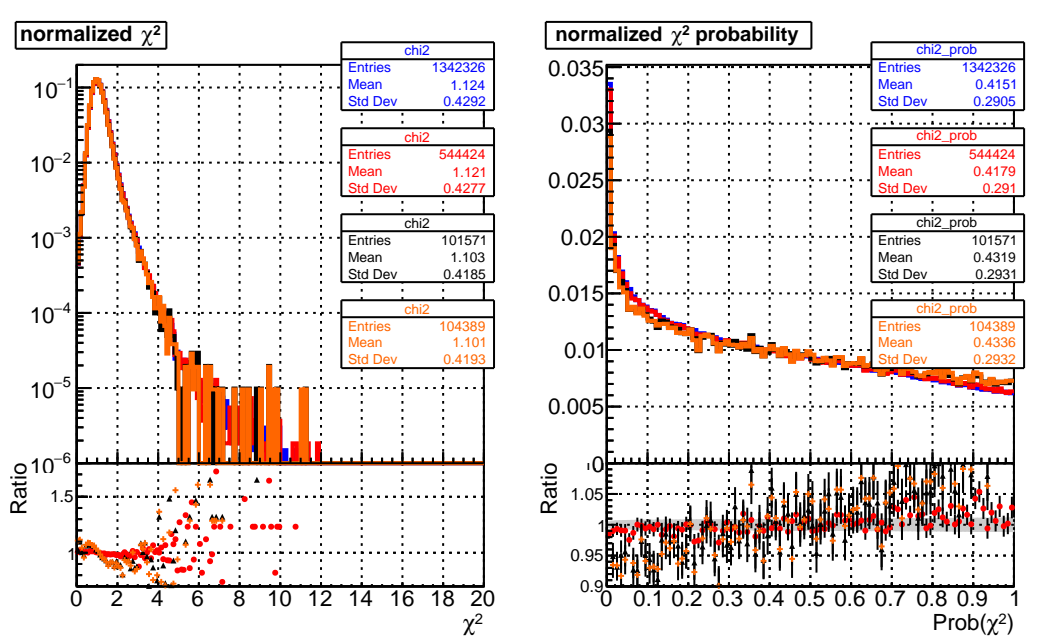 normalized χ²
chi2
Entries 1342326
Mean 1.124
Std Dev 0.4292
chi2
Entries 544424
Mean 1.121
Std Dev 0.4277
chi2
Entries 101571
Mean 1.103
Std Dev 0.4185
chi2
Entries 104389
Mean 1.101
Std Dev 0.4193
10⁻¹
10⁻²
10⁻³
10⁻⁴
10⁻⁵
10⁻⁶
Ratio
1.5
1
0 2 4 6 8 10 12 14 16 18 20
χ²
normalized χ² probability
chi2_prob
Entries 1342326
Mean 0.4151
Std Dev 0.2905
chi2_prob
Entries 544424
Mean 0.4179
Std Dev 0.291
chi2_prob
Entries 101571
Mean 0.4319
Std Dev 0.2931
chi2_prob
Entries 104389
Mean 0.4336
Std Dev 0.2932
0.035
0.03
0.025
0.02
0.015
0.01
0.005
0
Ratio
1.05
1
0.95
0.9
0 0.1 0.2 0.3 0.4 0.5 0.6 0.7 0.8 0.9 1
Prob(χ²)